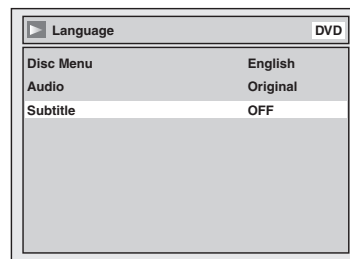 Language DVD
Disc Menu English
Audio Original
Subtitle OFF